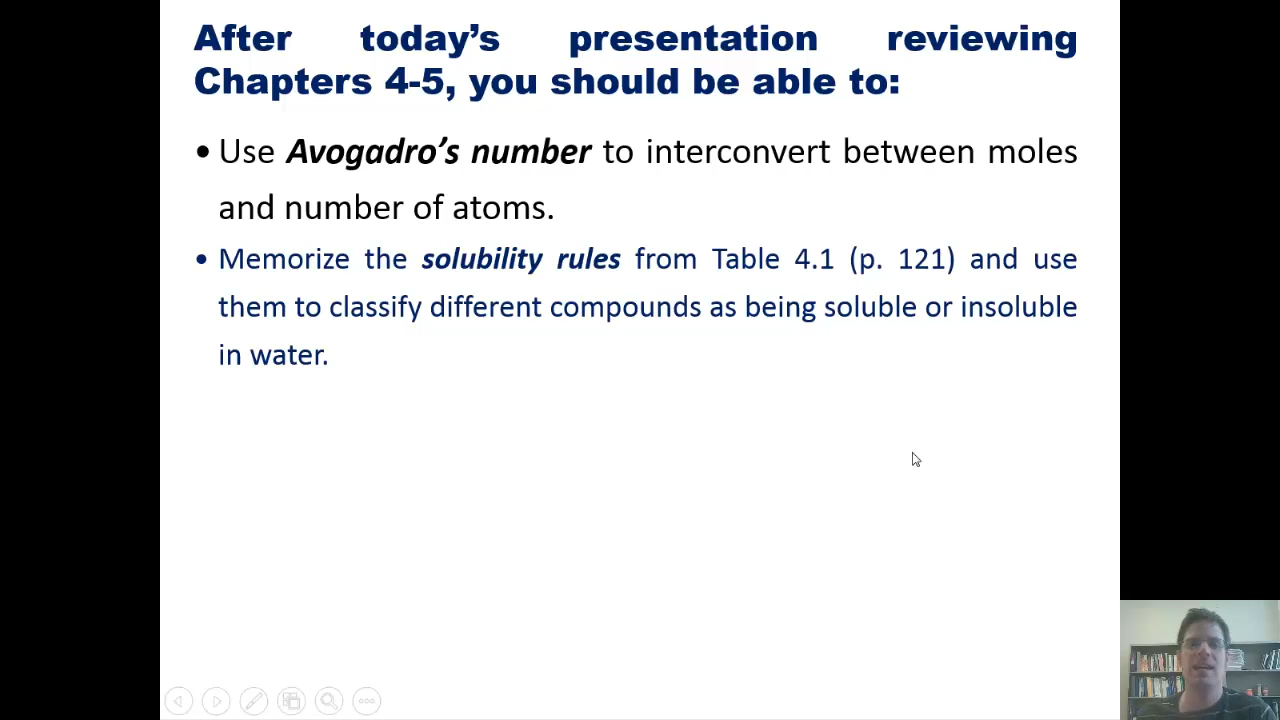 After today’s presentation reviewing
Chapters 4-5, you should be able to:
• Use Avogadro’s number to interconvert between moles
and number of atoms.
• Memorize the solubility rules from Table 4.1 (p. 121) and use
them to classify different compounds as being soluble or insoluble
in water.